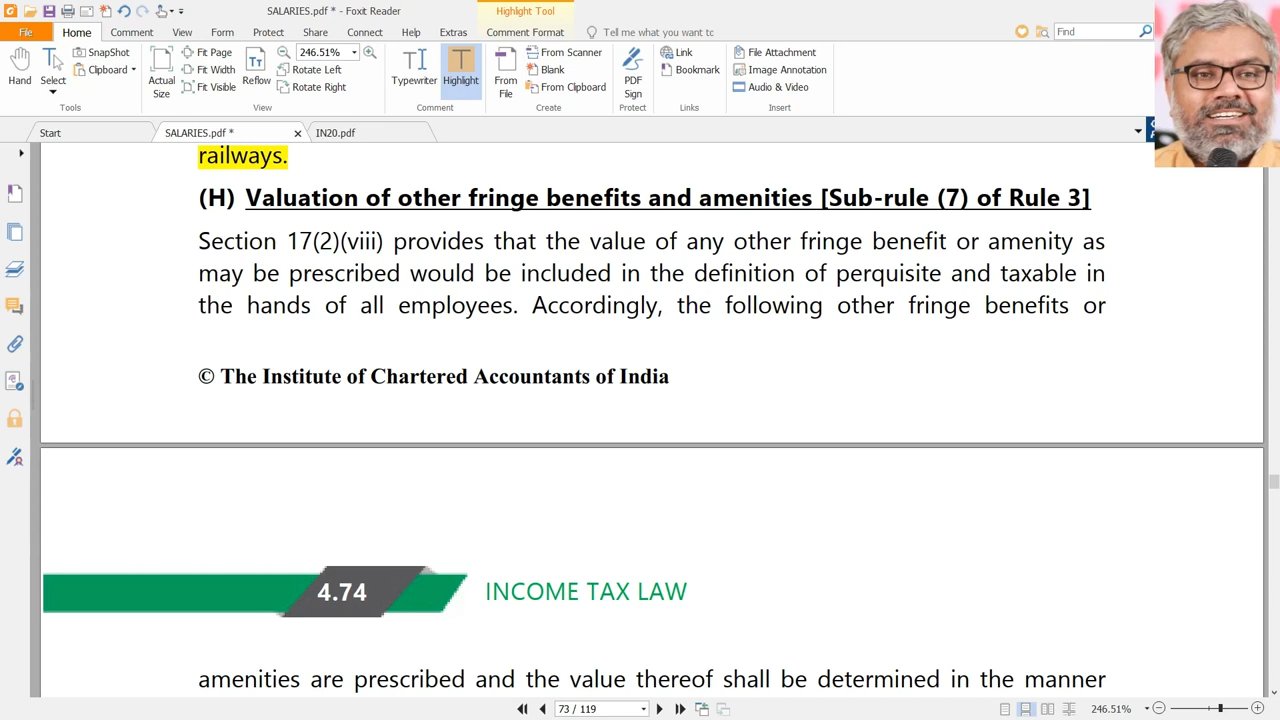 SALARIES.pdf * - Foxit Reader
Highlight Tool
File
Home
Comment
View
Form
Protect
Share
Connect
Help
Extras
Comment Format
Tell me what you want tc
Find
Hand
Select
SnapShot
Clipboard
Tools
Actual Size
Fit Page
Fit Width
Fit Visible
Reflow
246.51%
Rotate Left
Rotate Right
View
Typewriter
Highlight
Comment
From File
From Scanner
Blank
From Clipboard
Create
PDF Sign
Protect
Link
Bookmark
Links
File Attachment
Image Annotation
Audio & Video
Insert
Start
SALARIES.pdf *
IN20.pdf
railways.
(H) Valuation of other fringe benefits and amenities [Sub-rule (7) of Rule 3]
Section 17(2)(viii) provides that the value of any other fringe benefit or amenity as
may be prescribed would be included in the definition of perquisite and taxable in
the hands of all employees. Accordingly, the following other fringe benefits or
© The Institute of Chartered Accountants of India
4.74
INCOME TAX LAW
amenities are prescribed and the value thereof shall be determined in the manner
73 / 119
246.51%